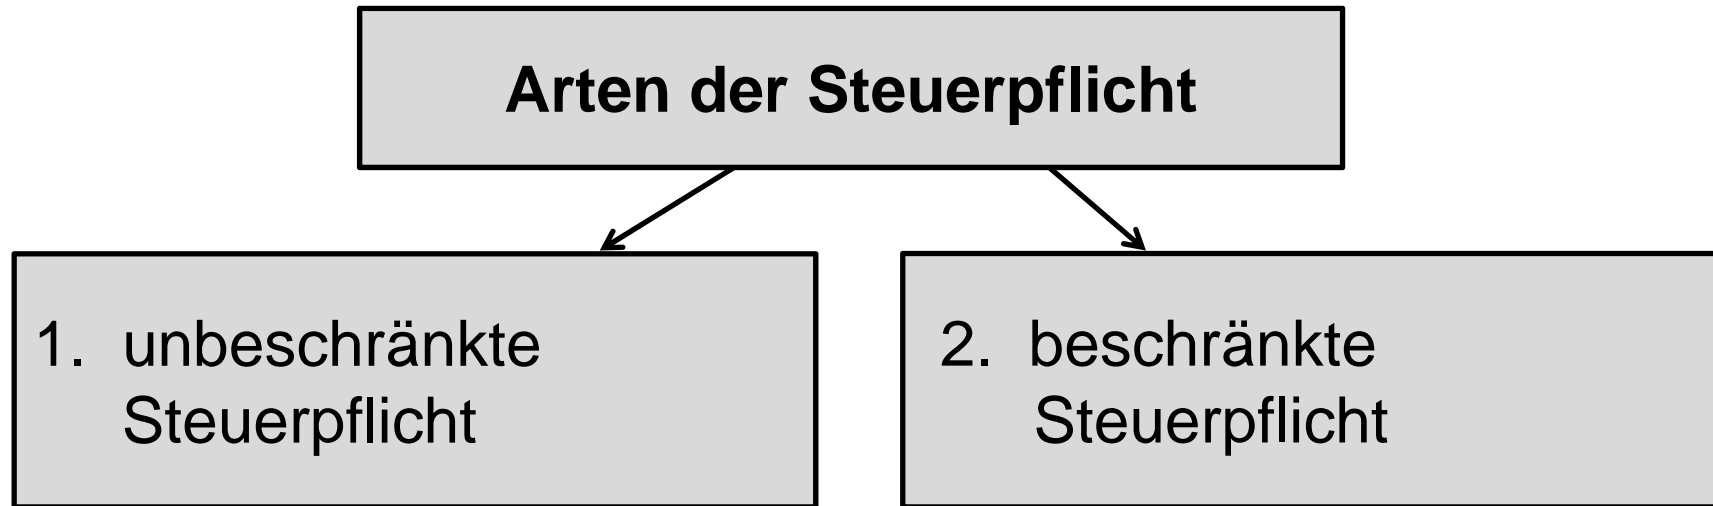 Arten der Steuerpflicht
1. unbeschränkte
Steuerpflicht
2. beschränkte
Steuerpflicht